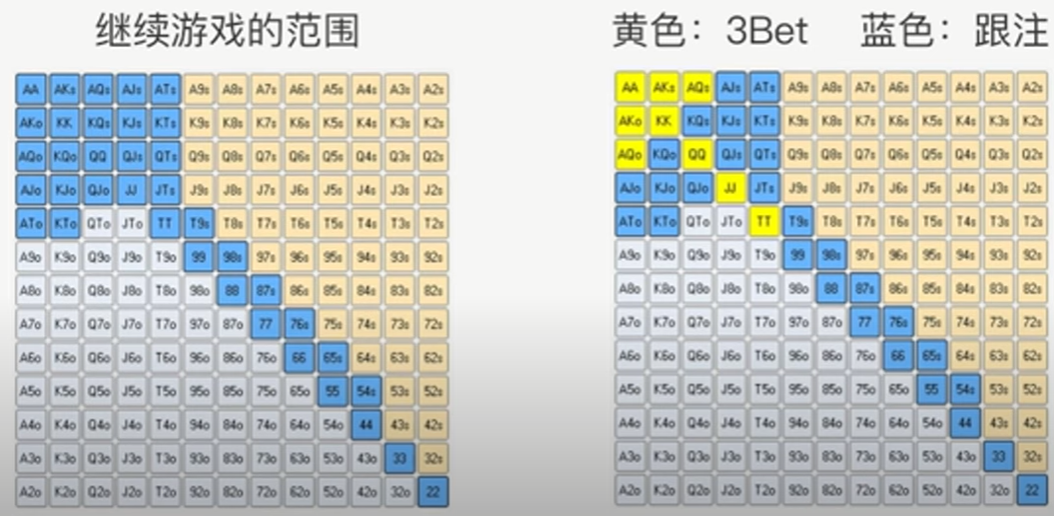 继续游戏的范围
黄色：3Bet 蓝色：跟注
AA AKs AQs AJs ATs A9s A8s A7s A6s A5s A4s A3s A2s
AKo KK KQs KJs KTs K9s K8s K7s K6s K5s K4s K3s K2s
AQo KQo QQ QJs QTs Q9s Q8s Q7s Q6s Q5s Q4s Q3s Q2s
AJo KJo QJo JJ JTs J9s J8s J7s J6s J5s J4s J3s J2s
ATo KTo QTo JTo TT T9s T8s T7s T6s T5s T4s T3s T2s
A9o K9o Q9o J9o T9o 99 98s 97s 96s 95s 94s 93s 92s
A8o K8o Q8o J8o T8o 98o 88 87s 86s 85s 84s 83s 82s
A7o K7o Q7o J7o T7o 97o 87o 77 76s 75s 74s 73s 72s
A6o K6o Q6o J6o T6o 96o 86o 76o 66 65s 64s 63s 62s
A5o K5o Q5o J5o T5o 95o 85o 75o 65o 55 54s 53s 52s
A4o K4o Q4o J4o T4o 94o 84o 74o 64o 54o 44 43s 42s
A3o K3o Q3o J3o T3o 93o 83o 73o 63o 53o 43o 33 32s
A2o K2o Q2o J2o T2o 92o 82o 72o 62o 52o 42o 32o 22
AA AKs AQs AJs ATs A9s A8s A7s A6s A5s A4s A3s A2s
AKo KK KQs KJs KTs K9s K8s K7s K6s K5s K4s K3s K2s
AQo KQo QQ QJs QTs Q9s Q8s Q7s Q6s Q5s Q4s Q3s Q2s
AJo KJo QJo JJ JTs J9s J8s J7s J6s J5s J4s J3s J2s
ATo KTo QTo JTo TT T9s T8s T7s T6s T5s T4s T3s T2s
A9o K9o Q9o J9o T9o 99 98s 97s 96s 95s 94s 93s 92s
A8o K8o Q8o J8o T8o 98o 88 87s 86s 85s 84s 83s 82s
A7o K7o Q7o J7o T7o 97o 87o 77 76s 75s 74s 73s 72s
A6o K6o Q6o J6o T6o 96o 86o 76o 66 65s 64s 63s 62s
A5o K5o Q5o J5o T5o 95o 85o 75o 65o 55 54s 53s 52s
A4o K4o Q4o J4o T4o 94o 84o 74o 64o 54o 44 43s 42s
A3o K3o Q3o J3o T3o 93o 83o 73o 63o 53o 43o 33 32s
A2o K2o Q2o J2o T2o 92o 82o 72o 62o 52o 42o 32o 22